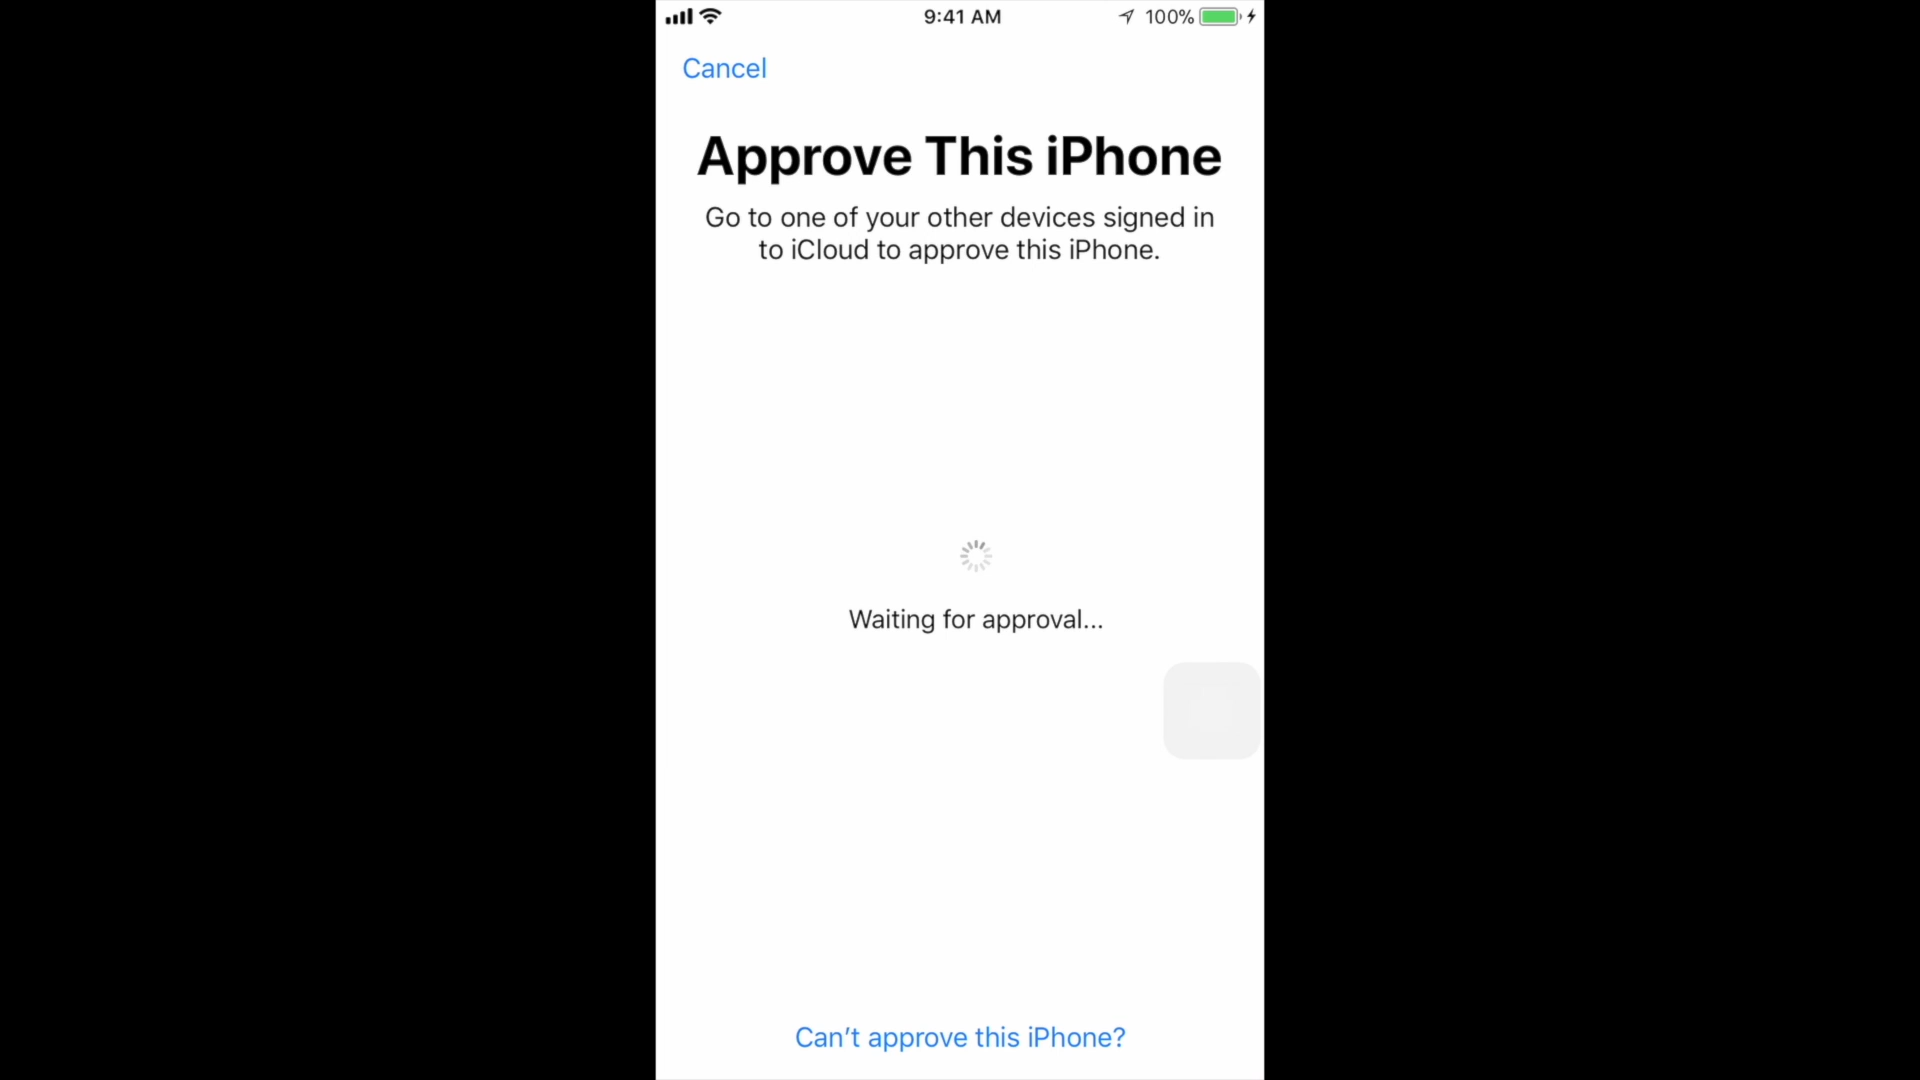 9:41 AM
100%
Cancel
Approve This iPhone
Go to one of your other devices signed in
to iCloud to approve this iPhone.
Waiting for approval...
Can’t approve this iPhone?